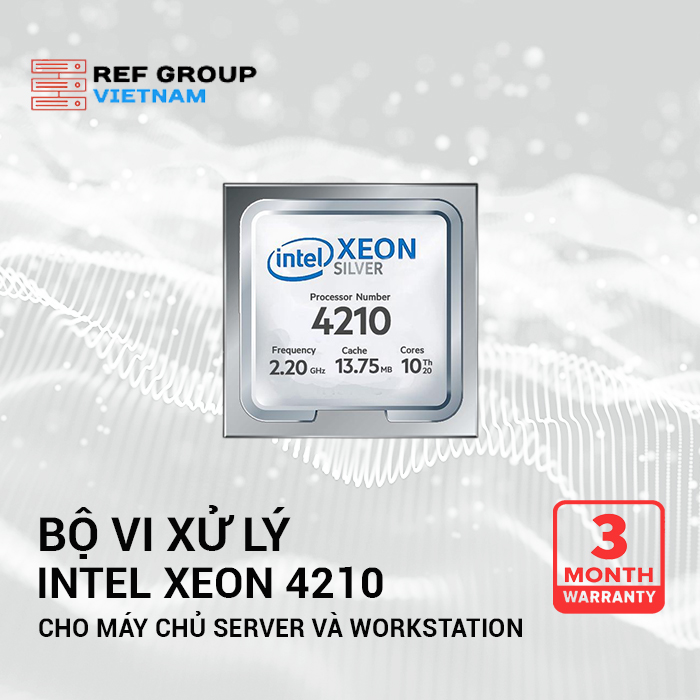 REF GROUP
VIETNAM
intel XEON
SILVER
Processor Number
4210
Frequency Cache Cores
2.20 GHz 13.75 MB 10 Th 20
BỘ VI XỬ LÝ
INTEL XEON 4210
CHO MÁY CHỦ SERVER VÀ WORKSTATION
3
MONTH
WARRANTY